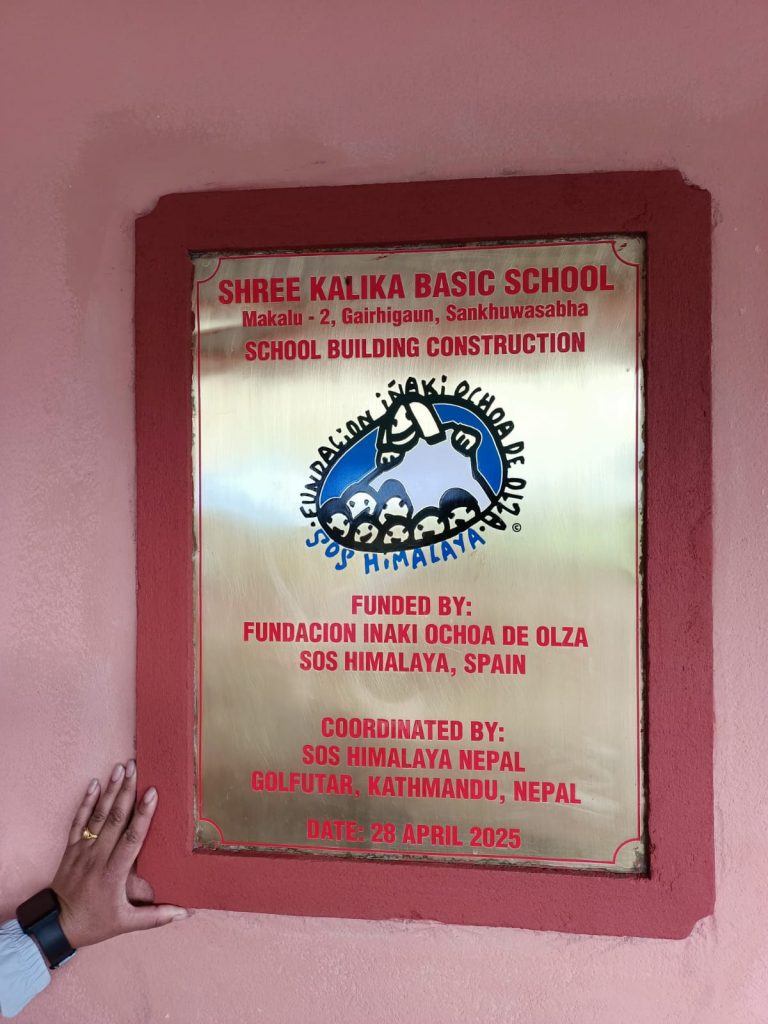 SHREE KALIKA BASIC SCHOOL
Makalu - 2, Gairhigaun, Sankhuwasabha
SCHOOL BUILDING CONSTRUCTION
FUNDACION IÑAKI OCHOA DE OLZA
SOS HIMALAYA
©
FUNDED BY:
FUNDACION INAKI OCHOA DE OLZA
SOS HIMALAYA, SPAIN
COORDINATED BY:
SOS HIMALAYA NEPAL
GOLFUTAR, KATHMANDU, NEPAL
DATE: 28 APRIL 2025